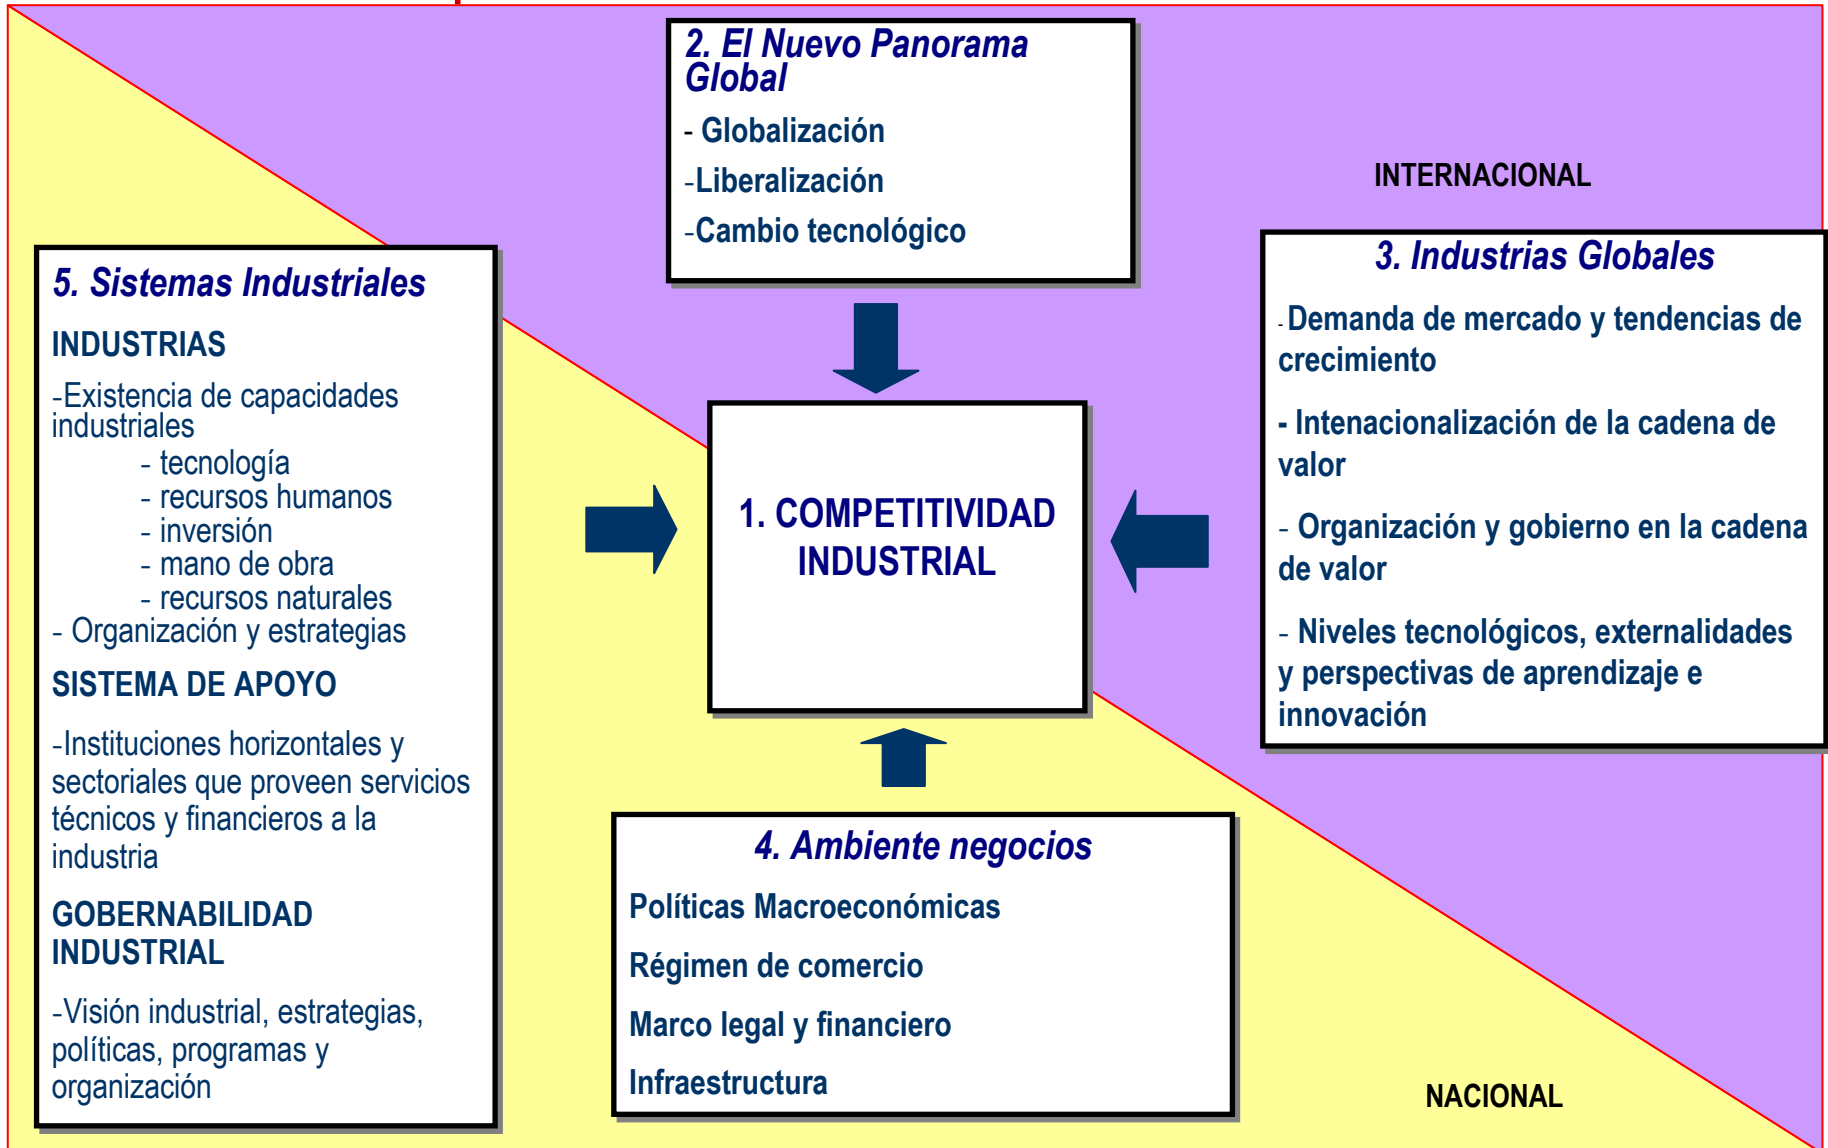 2. El Nuevo Panorama
Global
- Globalización
-Liberalización
-Cambio tecnológico
INTERNACIONAL
3. Industrias Globales
- Demanda de mercado y tendencias de
crecimiento
- Intenacionalización de la cadena de
valor
- Organización y gobierno en la cadena
de valor
- Niveles tecnológicos, externalidades
y perspectivas de aprendizaje e
innovación
5. Sistemas Industriales
INDUSTRIAS
-Existencia de capacidades
industriales
- tecnología
- recursos humanos
- inversión
- mano de obra
- recursos naturales
- Organización y estrategias
SISTEMA DE APOYO
-Instituciones horizontales y
sectoriales que proveen servicios
técnicos y financieros a la
industria
GOBERNABILIDAD
INDUSTRIAL
-Visión industrial, estrategias,
políticas, programas y
organización
1. COMPETITIVIDAD
INDUSTRIAL
4. Ambiente negocios
Políticas Macroeconómicas
Régimen de comercio
Marco legal y financiero
Infraestructura
NACIONAL